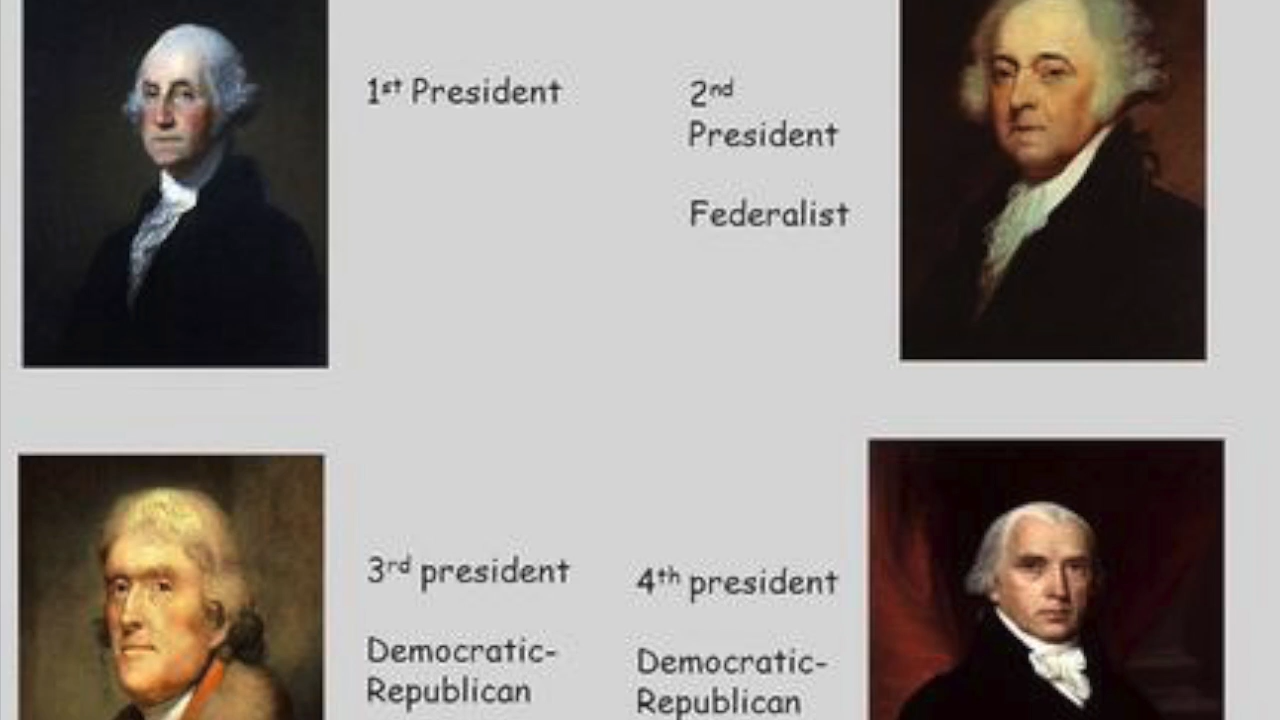 1st President
2nd
President
Federalist
3rd president
Democratic-
Republican
4th president
Democratic-
Republican